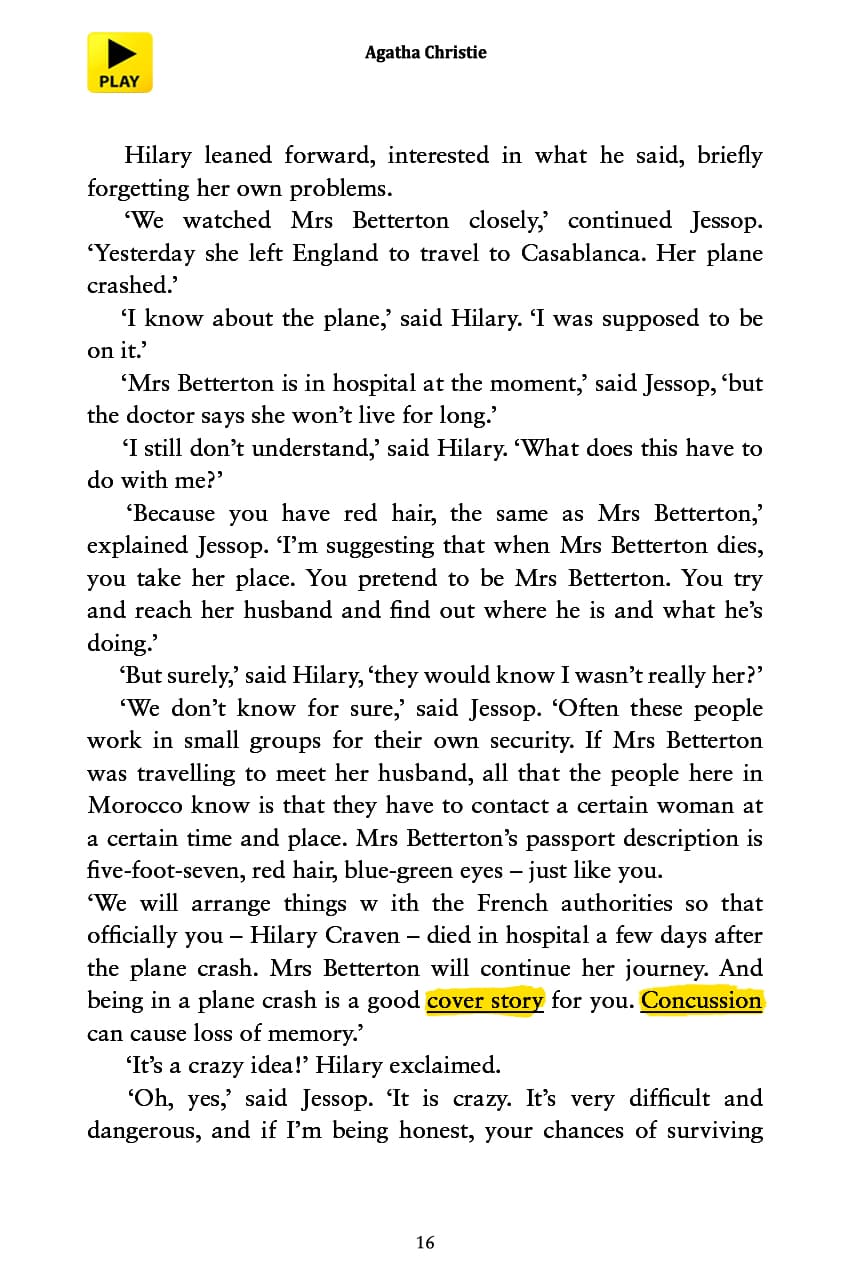 PLAY
Agatha Christie
Hilary leaned forward, interested in what he said, briefly
forgetting her own problems.
‘We watched Mrs Betterton closely,’ continued Jessop.
‘Yesterday she left England to travel to Casablanca. Her plane
crashed.’
‘I know about the plane,’ said Hilary. ‘I was supposed to be
on it.’
‘Mrs Betterton is in hospital at the moment,’ said Jessop, ‘but
the doctor says she won’t live for long.’
‘I still don’t understand,’ said Hilary. ‘What does this have to
do with me?’
‘Because you have red hair, the same as Mrs Betterton,’
explained Jessop. ‘I’m suggesting that when Mrs Betterton dies,
you take her place. You pretend to be Mrs Betterton. You try
and reach her husband and find out where he is and what he’s
doing.’
‘But surely,’ said Hilary, ‘they would know I wasn’t really her?’
‘We don’t know for sure,’ said Jessop. ‘Often these people
work in small groups for their own security. If Mrs Betterton
was travelling to meet her husband, all that the people here in
Morocco know is that they have to contact a certain woman at
a certain time and place. Mrs Betterton’s passport description is
five-foot-seven, red hair, blue-green eyes – just like you.
‘We will arrange things w ith the French authorities so that
officially you – Hilary Craven – died in hospital a few days after
the plane crash. Mrs Betterton will continue her journey. And
being in a plane crash is a good cover story for you. Concussion
can cause loss of memory.’
‘It’s a crazy idea!’ Hilary exclaimed.
‘Oh, yes,’ said Jessop. ‘It is crazy. It’s very difficult and
dangerous, and if I’m being honest, your chances of surviving
16